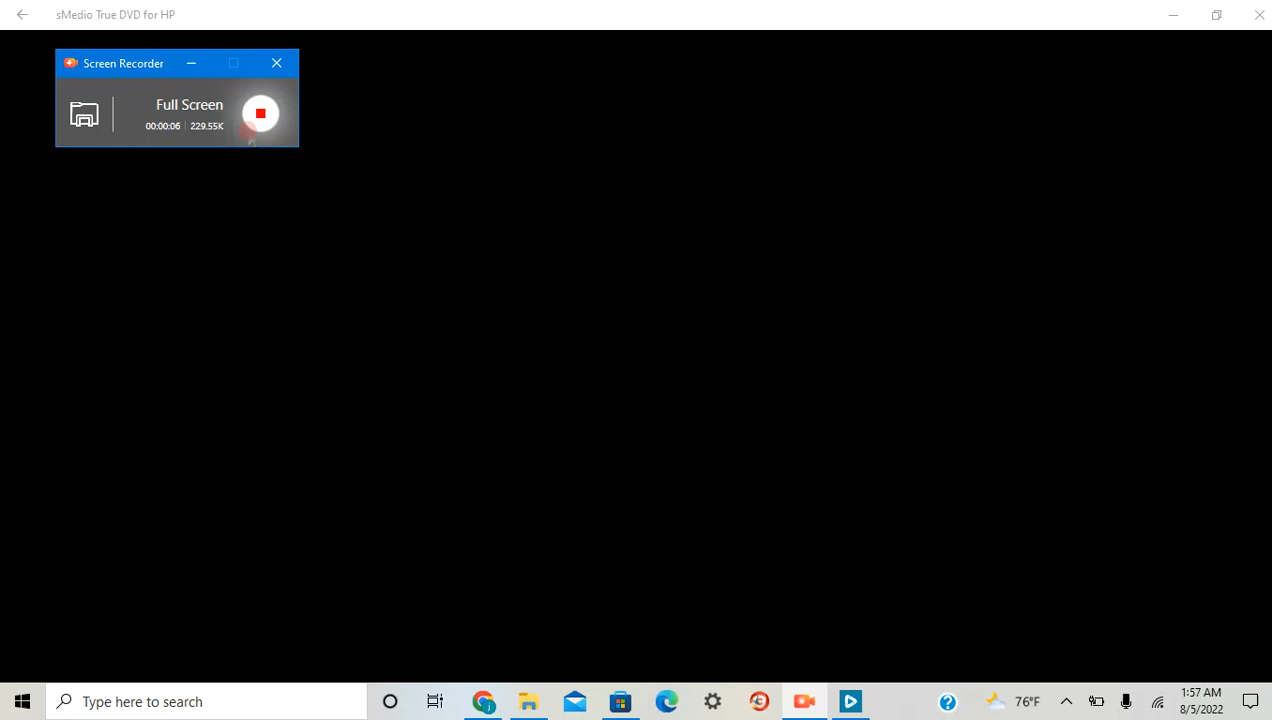 sMedio True DVD for HP
Screen Recorder
Full Screen
00:00:06 229.55K
Type here to search
76°F
1:57 AM
8/5/2022